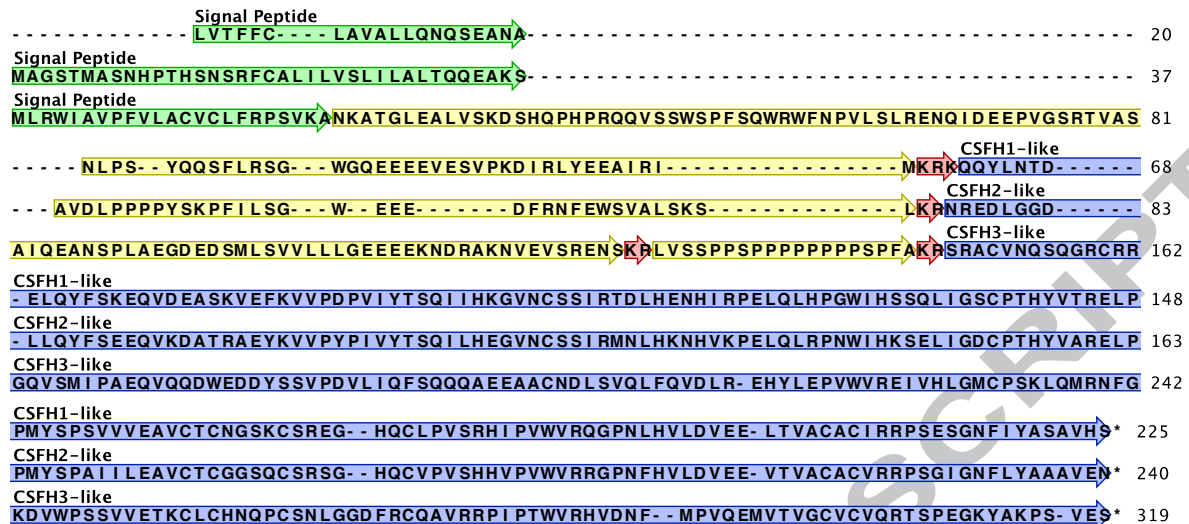 Signal Peptide
-------------LVTFFC----LAVALLQNQSEANA-------------------------------------------- 20
Signal Peptide
MAGSTMASNHPTHSNSRFCALILVSLILALTQQEAKS-------------------------------------------- 37
Signal Peptide
MLRWIAVPFVLACVCLFRPSVKANKATGLEALVSKDSHQPHPRQQVSSWSPFSQWRWFNPVLSLRENQIDEEPVGSRTVAS 81
CSFH1-like
-----NLPS--YQQSFLRSG---WGQEEEEVESVPKDIRLYEEAIRI-----------------MKRKQQYLNTD------ 68
CSFH2-like
---AVDLPPPPYSKPFILSG---W--EEE-------DFRNFEWSVALSKS--------------LKRNREDLGGD------ 83
CSFH3-like
AIQEANSPLAEGDEDSMLSVVLLLGEEEEKNDRAKNVEVSRENSKRLVSSPPSPPPPPPPPSPFAKRSRACVNQSQGRCRR 162
CSFH1-like
-ELQYFSKEQVDEASKVEFKVVPDPVIYTSQIIHKGVNCSSIRTDLHENHIRPELQLHPGWIHSSQLIGSCPTHYVTRELP 148
CSFH2-like
-LLQYFSEEQVKDATRAEYKVVPYPIVYTSQILHEGVNCSSIRMNLHKNHVKPELQLRPNWIHKSELIGDCPTHYVARELP 163
CSFH3-like
GQVSMIPAEQVQQDWEDDYSSVPDVLIQFSQQQAEEAACNDLSVQLFQVDLR-EHYLEPVWVREIVHLGMCPSKLQMRNFG 242
CSFH1-like
PMYSPSVVVEAVCTCNGSKCSREG--HQCLPVSRHIPVWVRQGPNLHVLDVEE-LTVACACIRRPSESGNFIYASAVHS* 225
CSFH2-like
PMYSPAIILEAVCTCGGSQCSRSG--HQCVPVSHHVPVWVRRGPNFHVLDVEE-VTVACACVRRPSGIGNFLYAAAVEN* 240
CSFH3-like
KDVWPSSVVETKCLCHNQPCSNLGGDFRCQAVRRPIPTWVRHVDNF--MPVQEMVTVGCVCVQRTSPEGKYAKPS-VES* 319
SCRIPT